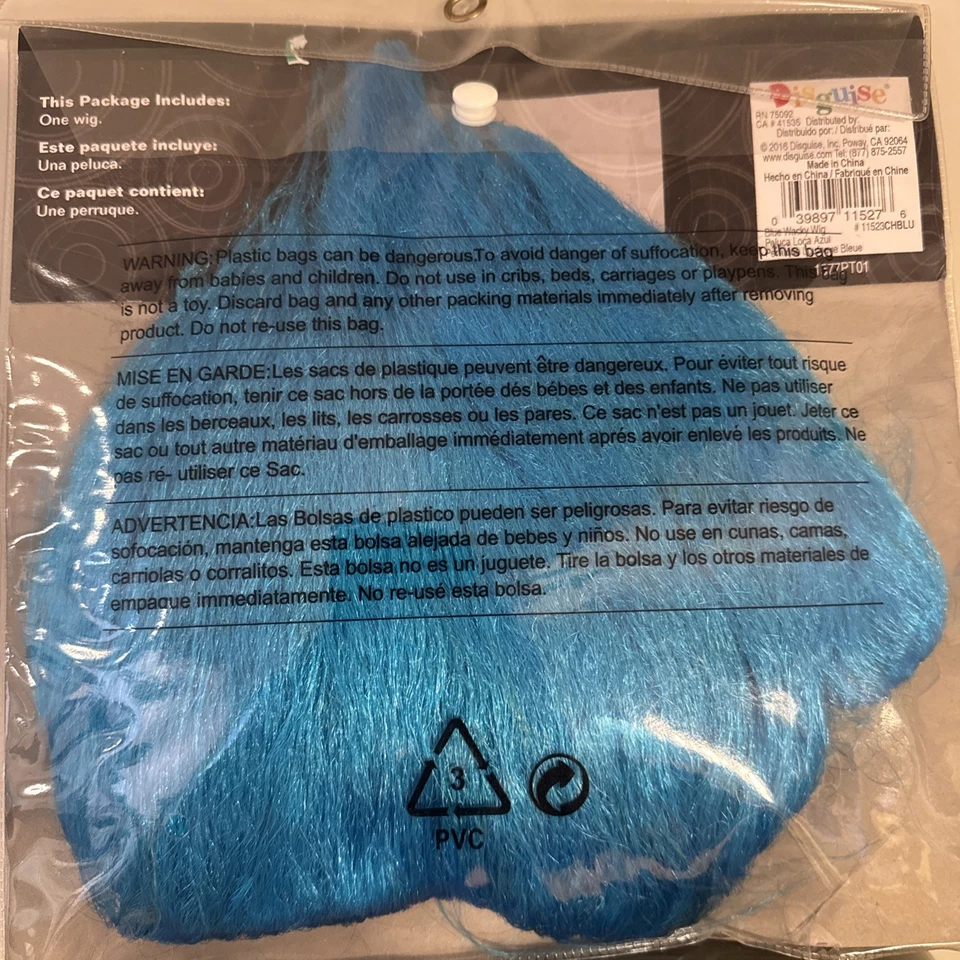 This Package Includes:
One wig.
Este paquete incluye:
Una peluca.
Ce paquet contient:
Une perruque.
Disguise®
RN 75092
CA # 41535 Distributed by:
Distribuido por: / Distribué par:
© 2016 Disguise, Inc. Poway, CA 92064
www.disguise.com Tel: (877) 875-2557
Made in China
Hecho en China / Fabriqué en Chine
0 39897 11527 6
Blue Wacky Wig # 11523CHBLU
Peluca Loca Azul
Bleue
PT01
WARNING: Plastic bags can be dangerous.To avoid danger of suffocation, keep this bag
away from babies and children. Do not use in cribs, beds, carriages or playpens. This bag
is not a toy. Discard bag and any other packing materials immediately after removing
product. Do not re-use this bag.
MISE EN GARDE:Les sacs de plastique peuvent être dangereux. Pour éviter tout risque
de suffocation, tenir ce sac hors de la portée dés bébes et des enfants. Ne pas utiliser
dans les berceaux, les lits, les carrosses ou les pares. Ce sac n'est pas un jouet. Jeter ce
sac ou tout autre matériau d'emballage immédiatement aprés avoir enlevé les produits. Ne
pas ré- utiliser ce Sac.
ADVERTENCIA:Las Bolsas de plastico pueden ser peligrosas. Para evitar riesgo de
sofocación, mantenga esta bolsa alejada de bebes y niños. No use en cunas, camas,
carriolas o corralitos. Esta bolsa no es un juguete. Tire la bolsa y los otros materiales de
empaque immediatamente. No re-usé esta bolsa.
3
PVC